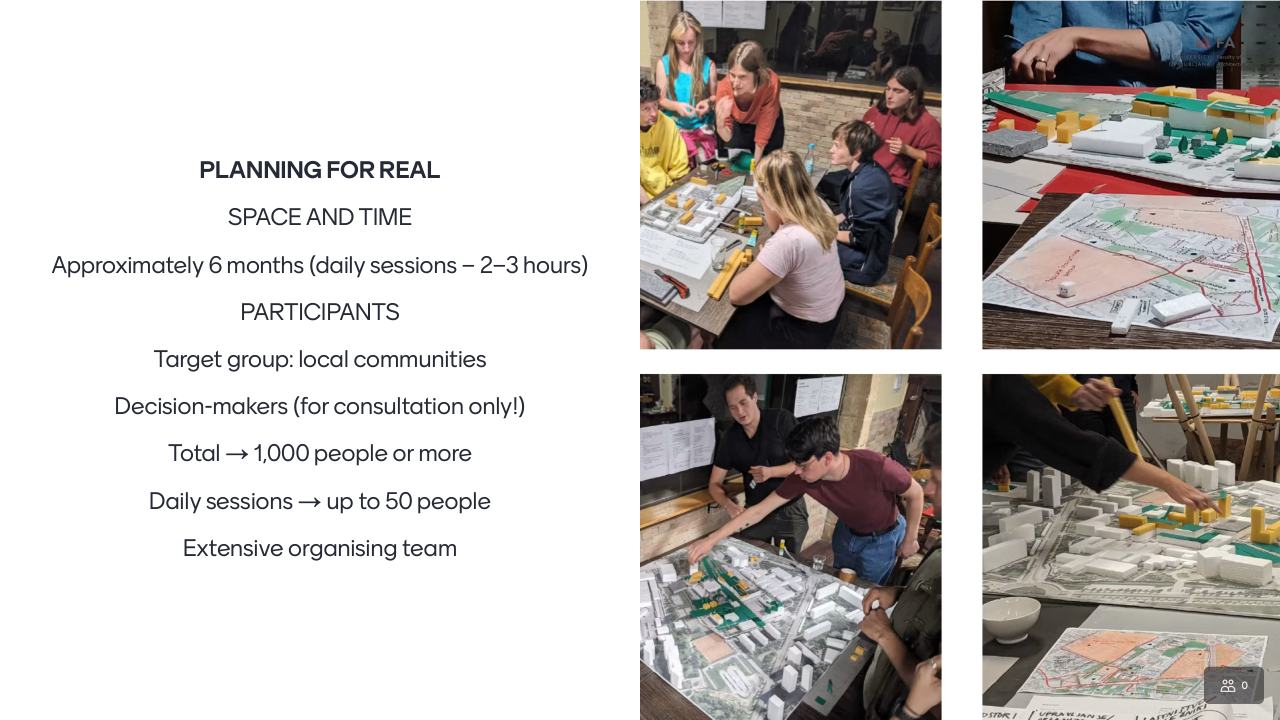 PLANNING FOR REAL
SPACE AND TIME
Approximately 6 months (daily sessions – 2–3 hours)
PARTICIPANTS
Target group: local communities
Decision-makers (for consultation only!)
Total → 1,000 people or more
Daily sessions → up to 50 people
Extensive organising team
FA
0